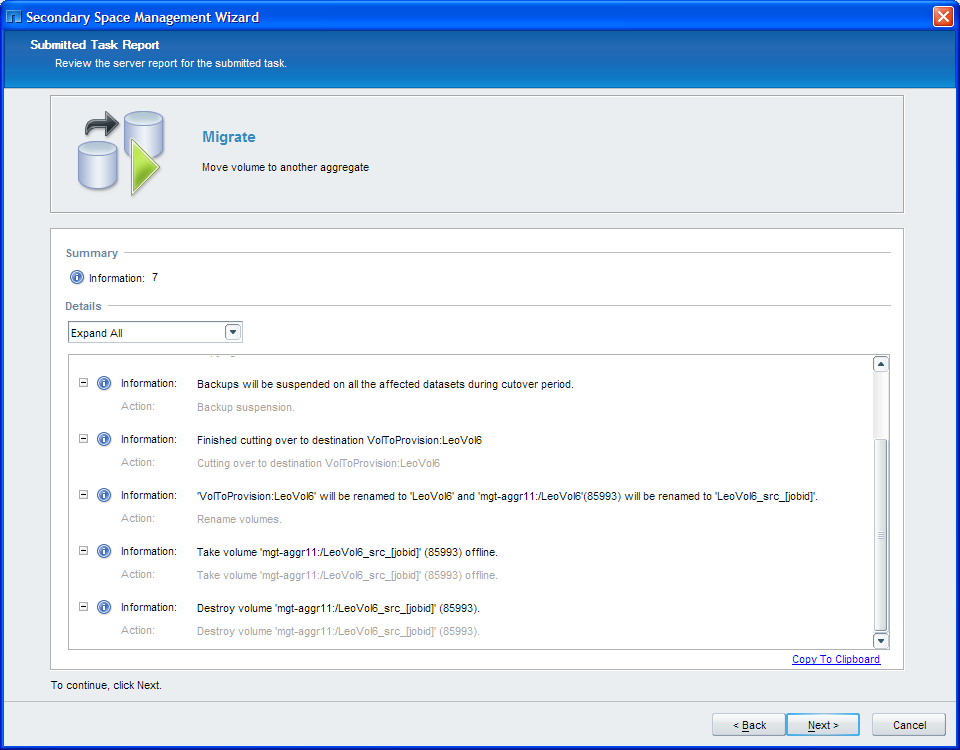 Secondary Space Management Wizard
Submitted Task Report
Review the server report for the submitted task.
Migrate
Move volume to another aggregate
Summary
Information: 7
Details
Expand All
Information: Backups will be suspended on all the affected datasets during cutover period.
Action: Backup suspension.
Information: Finished cutting over to destination VolToProvision:LeoVol6
Action: Cutting over to destination VolToProvision:LeoVol6
Information: 'VolToProvision:LeoVol6' will be renamed to 'LeoVol6' and 'mgt-aggr11:/LeoVol6'(85993) will be renamed to 'LeoVol6_src_[jobid]'.
Action: Rename volumes.
Information: Take volume 'mgt-aggr11:/LeoVol6_src_[jobid]' (85993) offline.
Action: Take volume 'mgt-aggr11:/LeoVol6_src_[jobid]' (85993) offline.
Information: Destroy volume 'mgt-aggr11:/LeoVol6_src_[jobid]' (85993).
Action: Destroy volume 'mgt-aggr11:/LeoVol6_src_[jobid]' (85993).
Copy To Clipboard
To continue, click Next.
< Back Next > Cancel